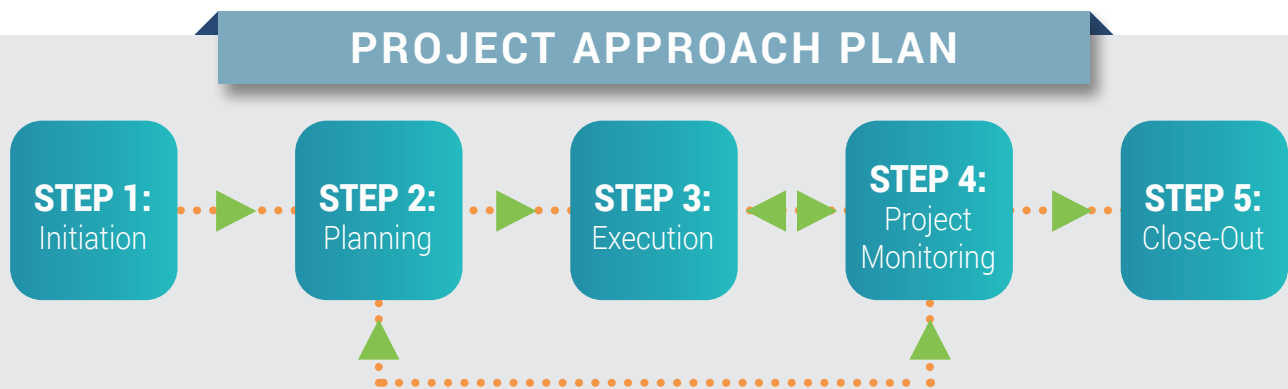 PROJECT APPROACH PLAN
STEP 1:
Initiation
STEP 2:
Planning
STEP 3:
Execution
STEP 4:
Project
Monitoring
STEP 5:
Close-Out